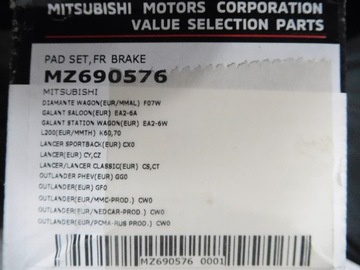 MITSUBISHI MOTORS CORPORATION
VALUE SELECTION PARTS
PAD SET,FR BRAKE
MZ690576
MITSUBISHI
DIAMANTE WAGON(EUR/MMAL) F07W
GALANT SALOON(EUR) EA2-6A
GALANT STATION WAGON(EUR) EA2-6W
L200(EUR/MMTH) K60,70
LANCER SPORTBACK(EUR) CX0
LANCER(EUR) CY,CZ
LANCER/LANCER CLASSIC(EUR) CS,CT
OUTLANDER PHEV(EUR) GG0
OUTLANDER(EUR) GF0
OUTLANDER(EUR/MMC-PROD.) CW0
OUTLANDER(EUR/NEDCAR-PROD.) CW0
OUTLANDER(EUR/PCMA-RUS PROD.) CW0
MZ690576 0001